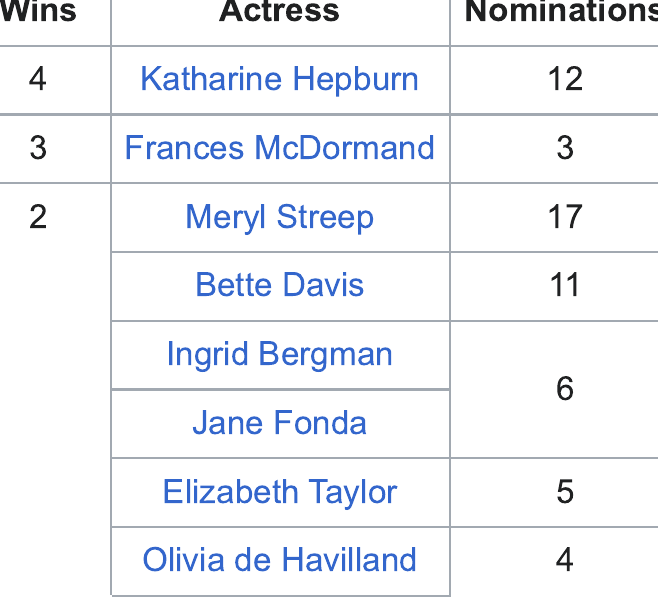 Wins Actress Nominations
4 Katharine Hepburn 12
3 Frances McDormand 3
2 Meryl Streep 17
Bette Davis 11
Ingrid Bergman
6
Jane Fonda
Elizabeth Taylor 5
Olivia de Havilland 4